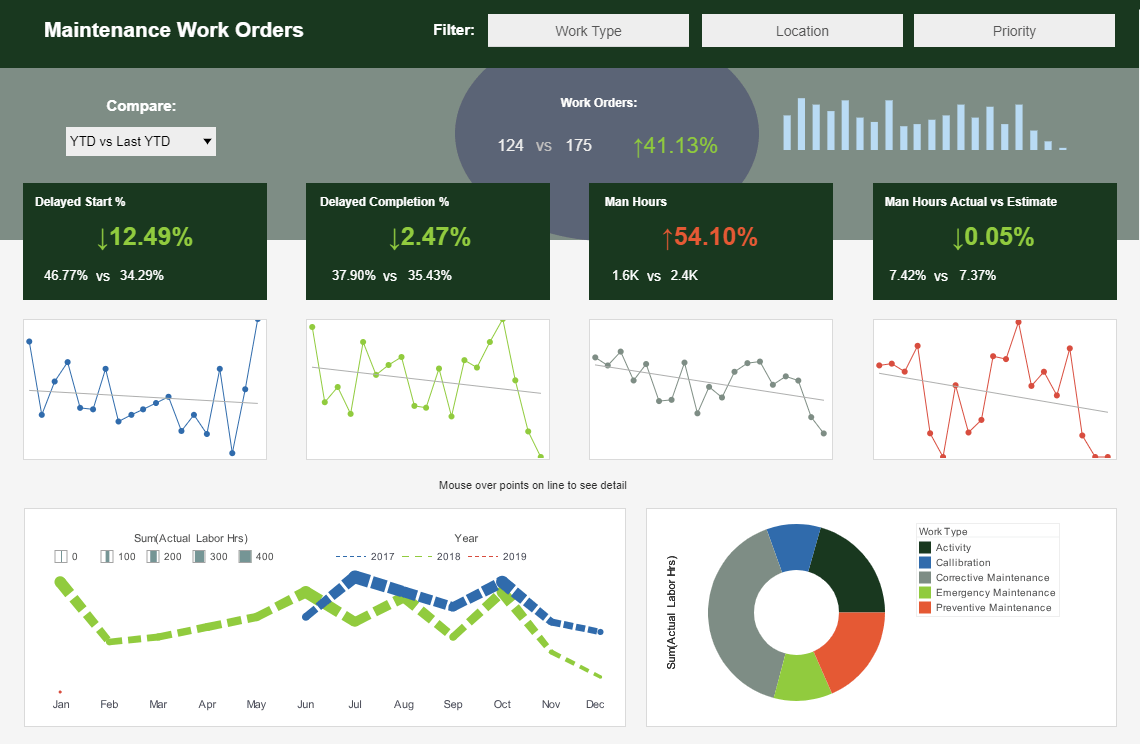 Maintenance Work Orders
Filter:
Work Type
Location
Priority
Compare:
YTD vs Last YTD
Work Orders:
124 vs 175 ↑41.13%
Delayed Start %
↓12.49%
46.77% vs 34.29%
Delayed Completion %
↓2.47%
37.90% vs 35.43%
Man Hours
↑54.10%
1.6K vs 2.4K
Man Hours Actual vs Estimate
↓0.05%
7.42% vs 7.37%
Mouse over points on line to see detail
Sum(Actual Labor Hrs)
0 100 200 300 400
Year
2017 2018 2019
Jan Feb Mar Apr May Jun Jul Aug Sep Oct Nov Dec
Sum(Actual Labor Hrs)
Work Type
Activity
Callibration
Corrective Maintenance
Emergency Maintenance
Preventive Maintenance